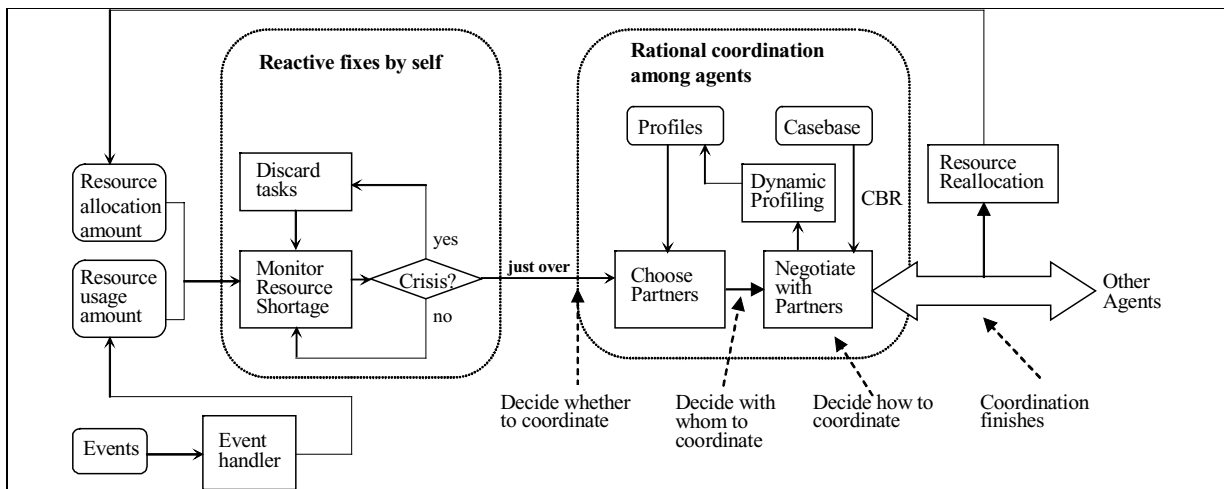 Reactive fixes by self
Rational coordination
among agents
Profiles
Casebase
Resource
allocation
amount
Discard
tasks
Dynamic
Profiling
CBR
Resource
Reallocation
yes
Resource
usage
amount
Monitor
Resource
Shortage
Crisis?
just over
Choose
Partners
Negotiate
with
Partners
Other
Agents
no
Decide whether
to coordinate
Decide with
whom to
coordinate
Decide how to
coordinate
Coordination
finishes
Events
Event
handler